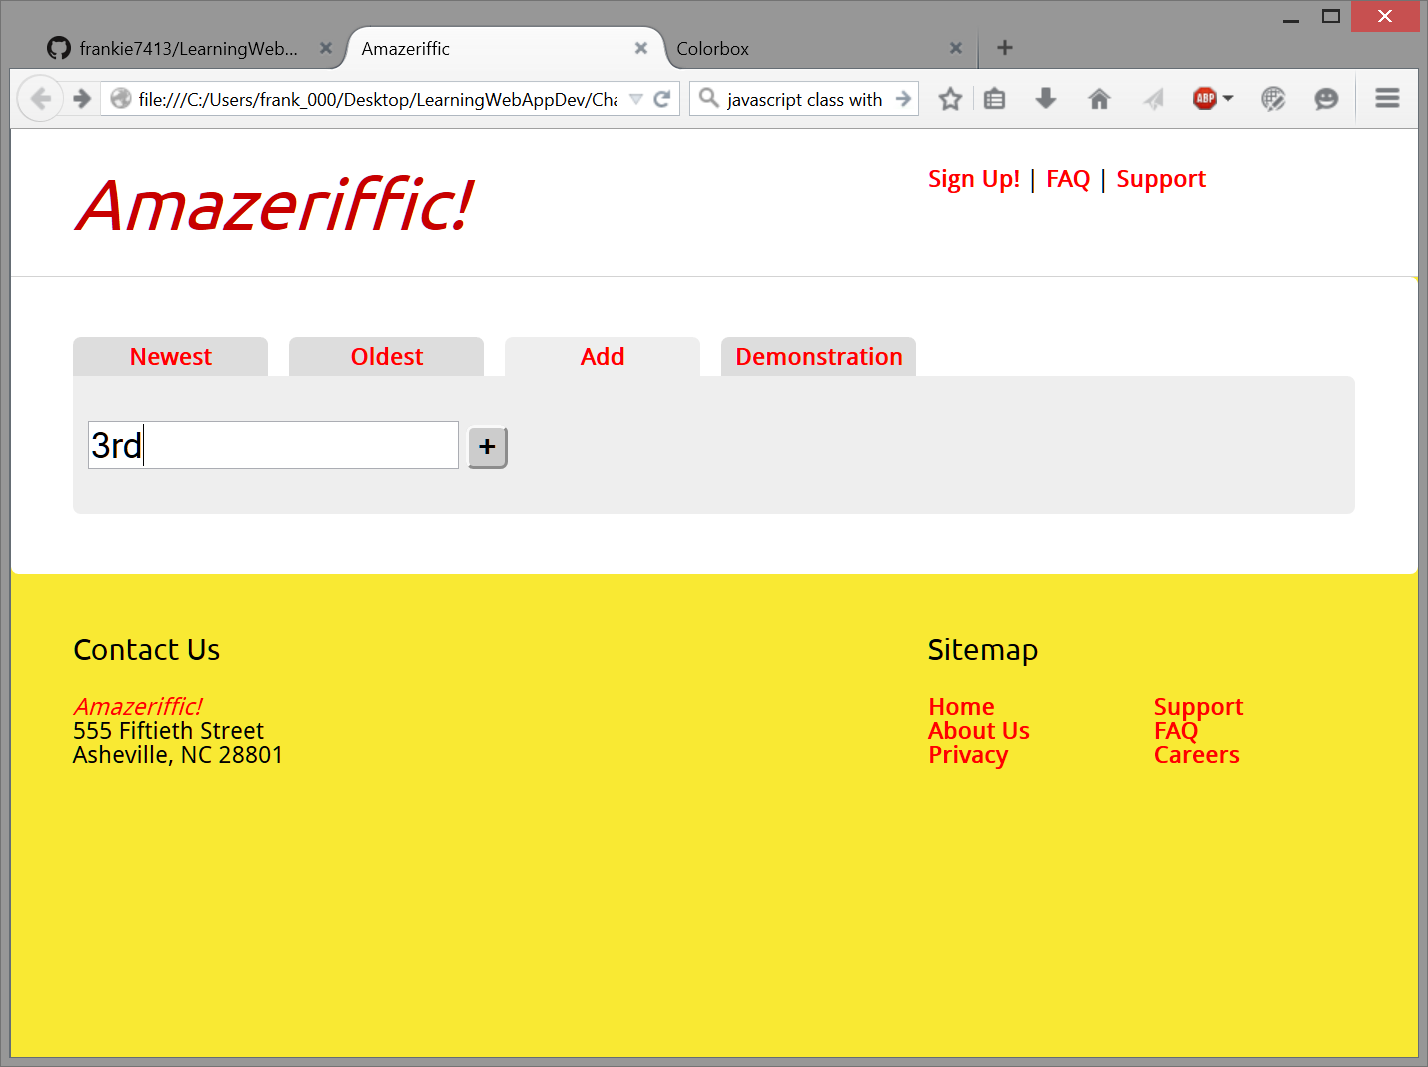 frankie7413/LearningWeb...
Amazeriffic
Colorbox
file:///C:/Users/frank_000/Desktop/LearningWebAppDev/Cha
javascript class with
ABP
Amazeriffic!
Sign Up! | FAQ | Support
Newest
Oldest
Add
Demonstration
3rd
+
Contact Us
Amazeriffic!
555 Fiftieth Street
Asheville, NC 28801
Sitemap
Home
About Us
Privacy
Support
FAQ
Careers